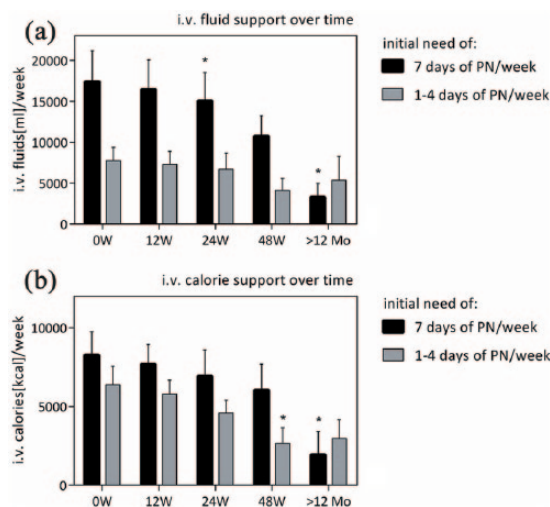 (a)
i.v. fluid support over time
i.v. fluids[ml]/week
20000
15000
10000
5000
0
*
*
0W 12W 24W 48W >12 Mo
initial need of:
7 days of PN/week
1-4 days of PN/week
(b)
i.v. calorie support over time
i.v. calories[kcal]/week
10000
5000
0
*
*
0W 12W 24W 48W >12 Mo
initial need of:
7 days of PN/week
1-4 days of PN/week